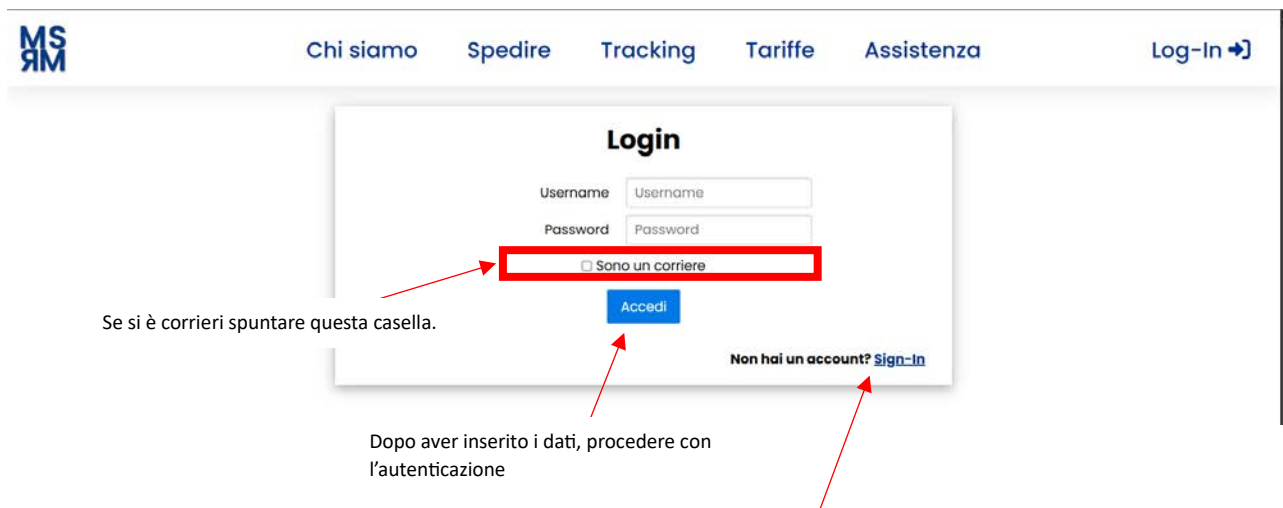 MS
RM
Chi siamo Spedire Tracking Tariffe Assistenza Log-In
Login
Username Username
Password Password
Sono un corriere
Accedi
Se si è corrieri spuntare questa casella.
Non hai un account? Sign-In
Dopo aver inserito i dati, procedere con
l’autenticazione